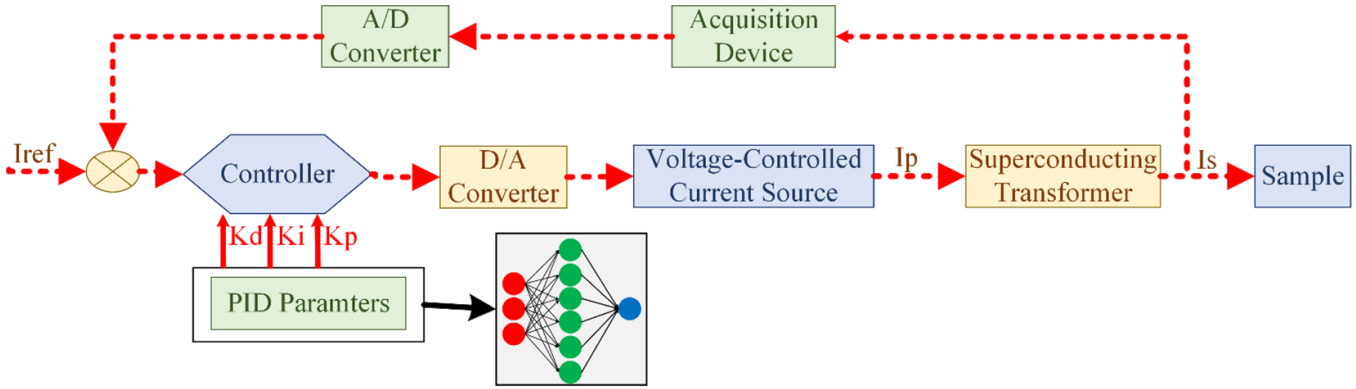 A/D
Converter
Acquisition
Device
Iref
Controller
D/A
Converter
Voltage-Controlled
Current Source
Ip
Superconducting
Transformer
Is
Sample
Kd
Ki
Kp
PID Paramters